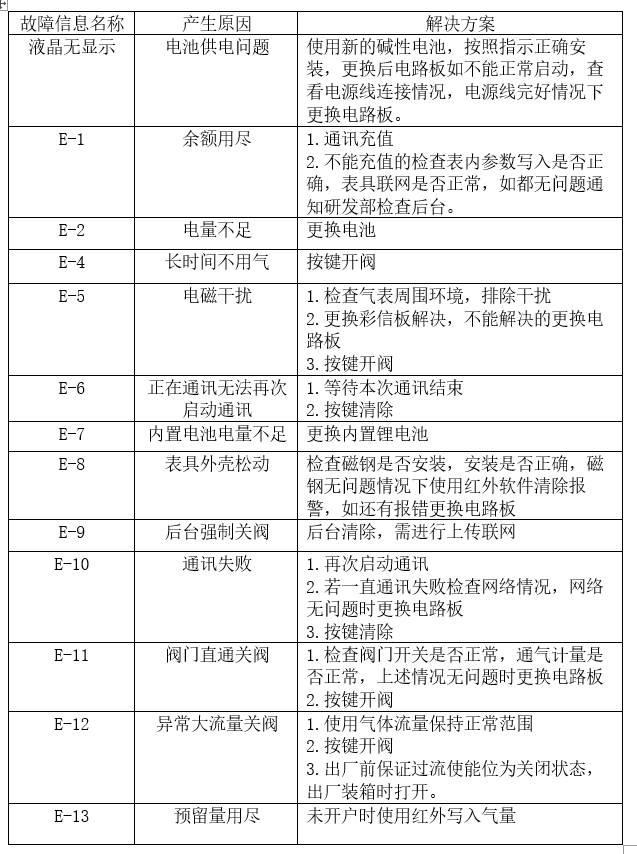 故障信息名称 产生原因 解决方案
液晶无显示 电池供电问题 使用新的碱性电池，按照指示正确安
装，更换后电路板如不能正常启动，查
看电源线连接情况，电源线完好情况下
更换电路板。
E-1 余额用尽 1.通讯充值
2.不能充值的检查表内参数写入是否正
确，表具联网是否正常，如都无问题通
知研发部检查后台。
E-2 电量不足 更换电池
E-4 长时间不用气 按键开阀
E-5 电磁干扰 1.检查气表周围环境，排除干扰
2.更换彩信板解决，不能解决的更换电
路板
3.按键开阀
E-6 正在通讯无法再次 1.等待本次通讯结束
启动通讯 2.按键清除
E-7 内置电池电量不足 更换内置锂电池
E-8 表具外壳松动 检查磁钢是否安装，安装是否正确，磁
钢无问题情况下使用红外软件清除报
警，如还有报错更换电路板
E-9 后台强制关阀 后台清除，需进行上传联网
E-10 通讯失败 1.再次启动通讯
2.若一直通讯失败检查网络情况，网络
无问题时更换电路板
3.按键清除
E-11 阀门直通关阀 1.检查阀门开关是否正常，通气计量是
否正常，上述情况无问题时更换电路板
2.按键开阀
E-12 异常大流量关阀 1.使用气体流量保持正常范围
2.按键开阀
3.出厂前保证过流使能位为关闭状态，
出厂装箱时打开。
E-13 预留量用尽 未开户时使用红外写入气量